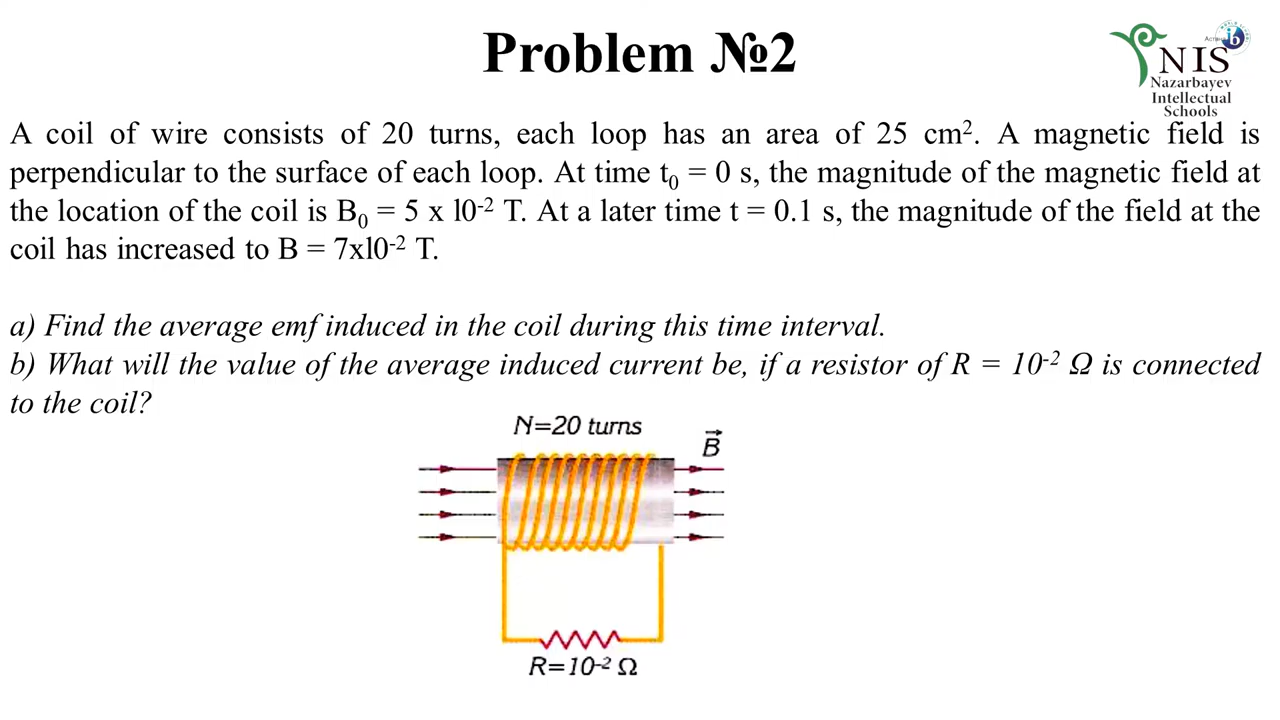 Problem №2
NIS
Nazarbayev
Intellectual
Schools
A coil of wire consists of 20 turns, each loop has an area of 25 cm². A magnetic field is
perpendicular to the surface of each loop. At time t₀ = 0 s, the magnitude of the magnetic field at
the location of the coil is B₀ = 5 x l0⁻² T. At a later time t = 0.1 s, the magnitude of the field at the
coil has increased to B = 7xl0⁻² T.
a) Find the average emf induced in the coil during this time interval.
b) What will the value of the average induced current be, if a resistor of R = 10⁻² Ω is connected
to the coil?
N=20 turns
B⃗
R=10⁻² Ω